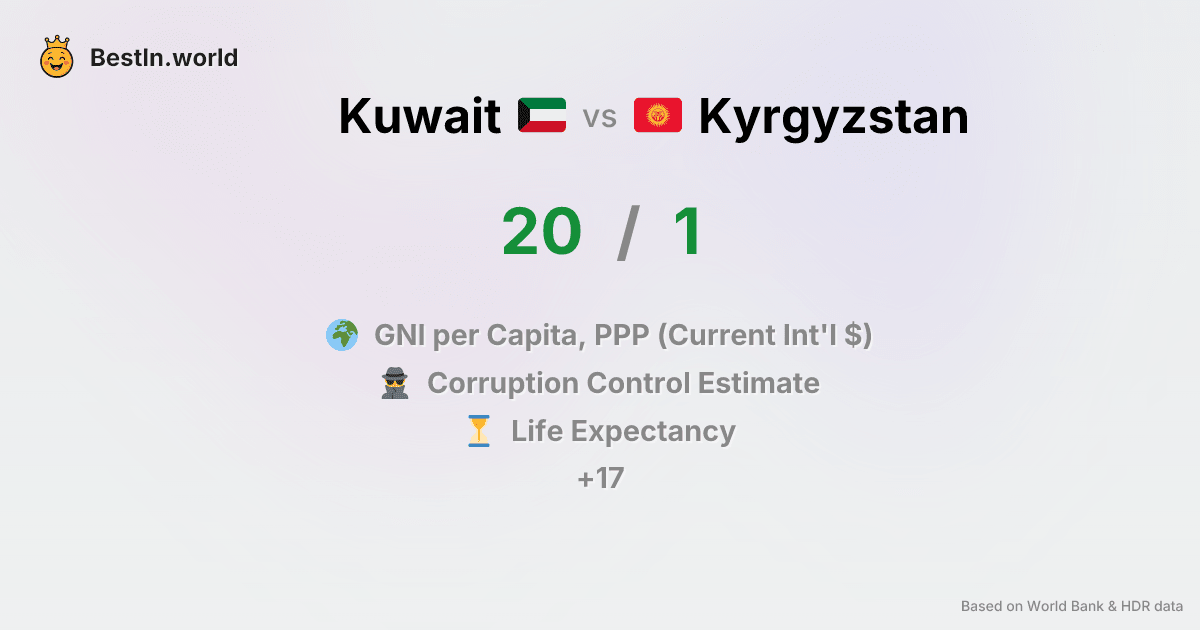 BestIn.world
Kuwait vs Kyrgyzstan
20 / 1
GNI per Capita, PPP (Current Int'l $)
Corruption Control Estimate
Life Expectancy
+17
Based on World Bank & HDR data